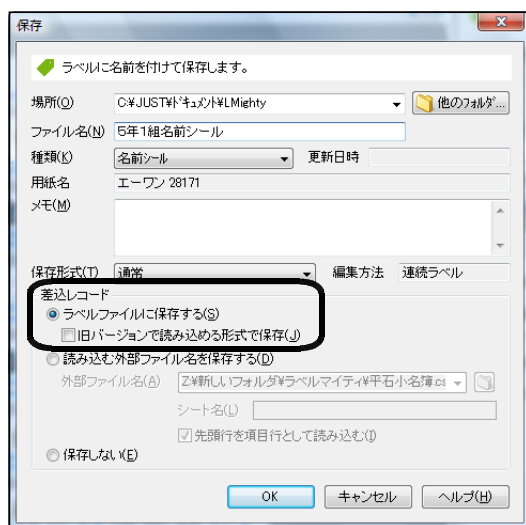 保存
ラベルに名前を付けて保存します。
場所(O) C:¥JUST¥ドキュメント¥LMighty 他のフォルダ...
ファイル名(N) 5年1組名前シール
種類(K) 名前シール 更新日時
用紙名 エーワン 28171
メモ(M)
保存形式(T) 通常 編集方法 連続ラベル
差込レコード
ラベルファイルに保存する(S)
旧バージョンで読み込める形式で保存(J)
読み込む外部ファイル名を保存する(D)
外部ファイル名(A) Z:¥新しいフォルダ¥ラベルマイティ¥平石小名簿.cs
シート名(L)
先頭行を項目行として読み込む(I)
保存しない(E)
OK キャンセル ヘルプ(H)